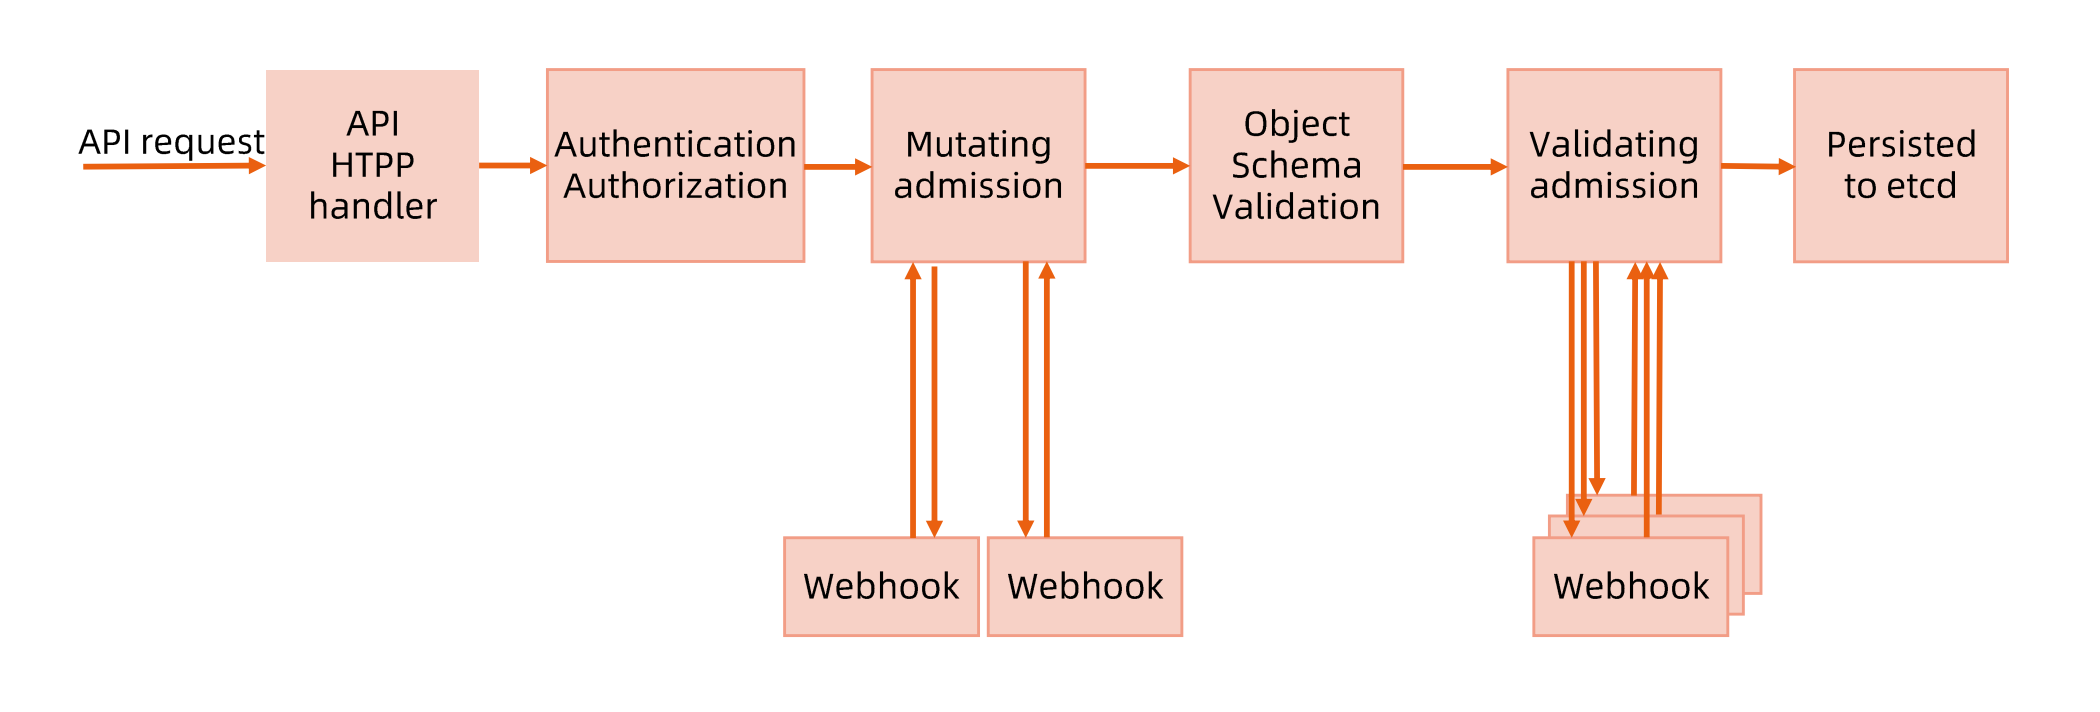 API request
API
HTPP
handler
Authentication
Authorization
Mutating
admission
Object
Schema
Validation
Validating
admission
Persisted
to etcd
Webhook
Webhook
Webhook